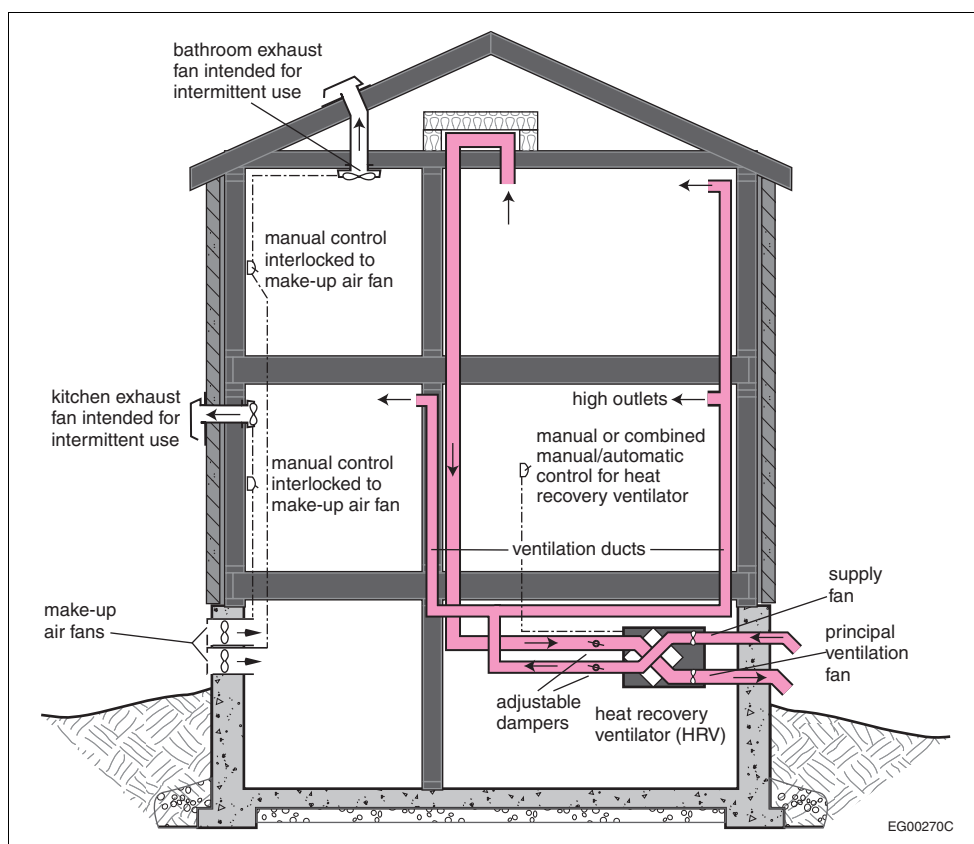 bathroom exhaust
fan intended for
intermittent use
manual control
interlocked to
make-up air fan
kitchen exhaust
fan intended for
intermittent use
high outlets
manual or combined
manual/automatic
control for heat
recovery ventilator
manual control
interlocked to
make-up air fan
ventilation ducts
supply
fan
make-up
air fans
principal
ventilation
fan
adjustable
dampers
heat recovery
ventilator (HRV)
EG00270C